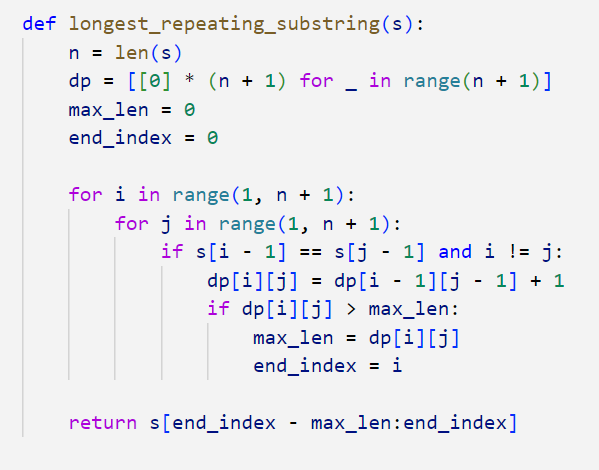 def longest_repeating_substring(s):
    n = len(s)
    dp = [[0] * (n + 1) for _ in range(n + 1)]
    max_len = 0
    end_index = 0

    for i in range(1, n + 1):
        for j in range(1, n + 1):
            if s[i - 1] == s[j - 1] and i != j:
                dp[i][j] = dp[i - 1][j - 1] + 1
                if dp[i][j] > max_len:
                    max_len = dp[i][j]
                    end_index = i

    return s[end_index - max_len:end_index]